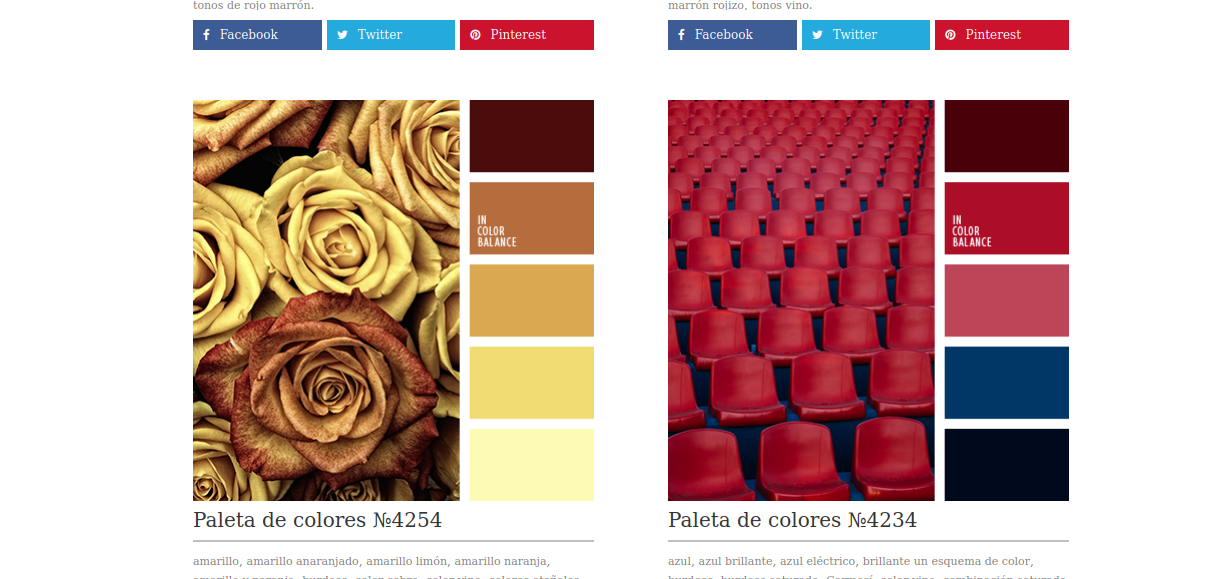 tonos de rojo marrón.
Facebook
Twitter
Pinterest
IN
COLOR
BALANCE
Paleta de colores №4254
amarillo, amarillo anaranjado, amarillo limón, amarillo naranja,
marrón rojizo, tonos vino.
Facebook
Twitter
Pinterest
IN
COLOR
BALANCE
Paleta de colores №4234
azul, azul brillante, azul eléctrico, brillante un esquema de color,